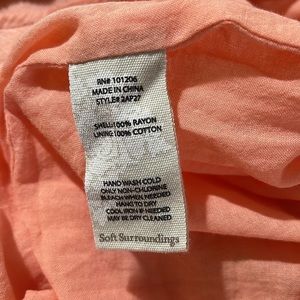 RN# 101206
MADE IN CHINA
STYLE# 2AF27
SHELL:100% RAYON
LINING:100% COTTON
HAND WASH COLD
ONLY NON-CHLORINE
BLEACH WHEN NEEDED
HANG TO DRY
COOL IRON IF NEEDED
MAY BE DRY CLEANED
Soft Surroundings